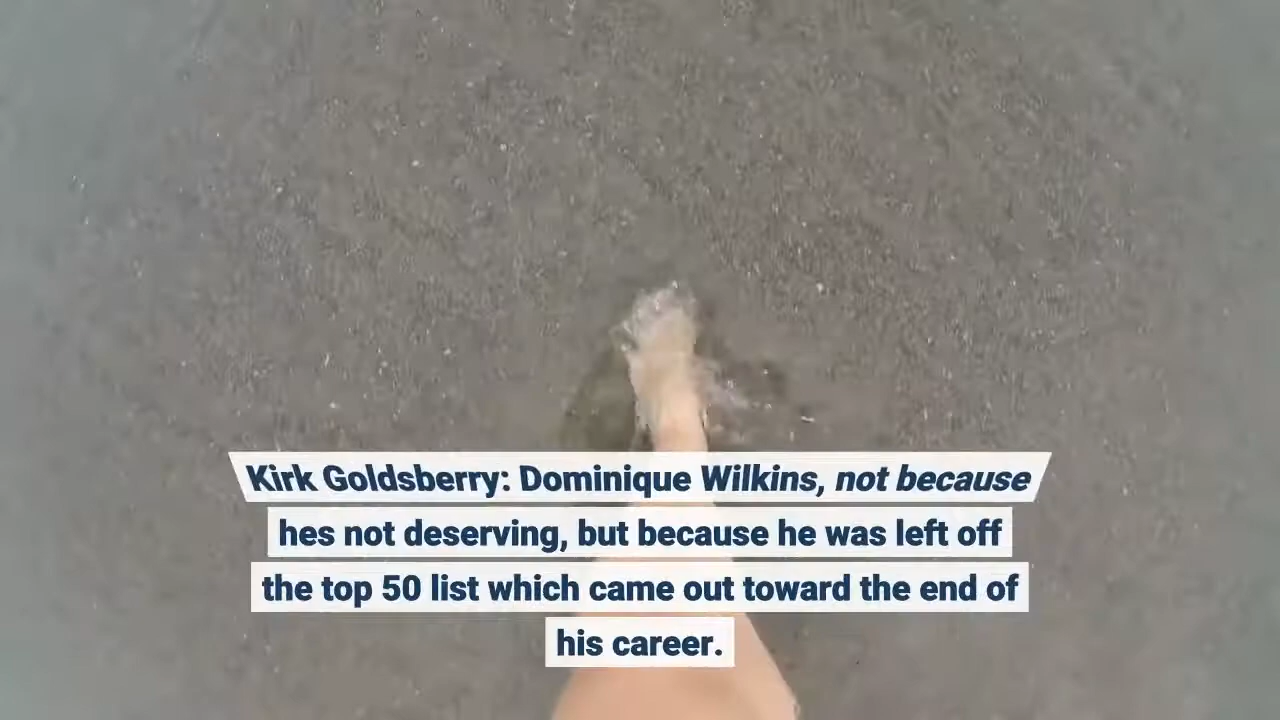 Kirk Goldsberry: Dominique Wilkins, not because
hes not deserving, but because he was left off
the top 50 list which came out toward the end of
his career.